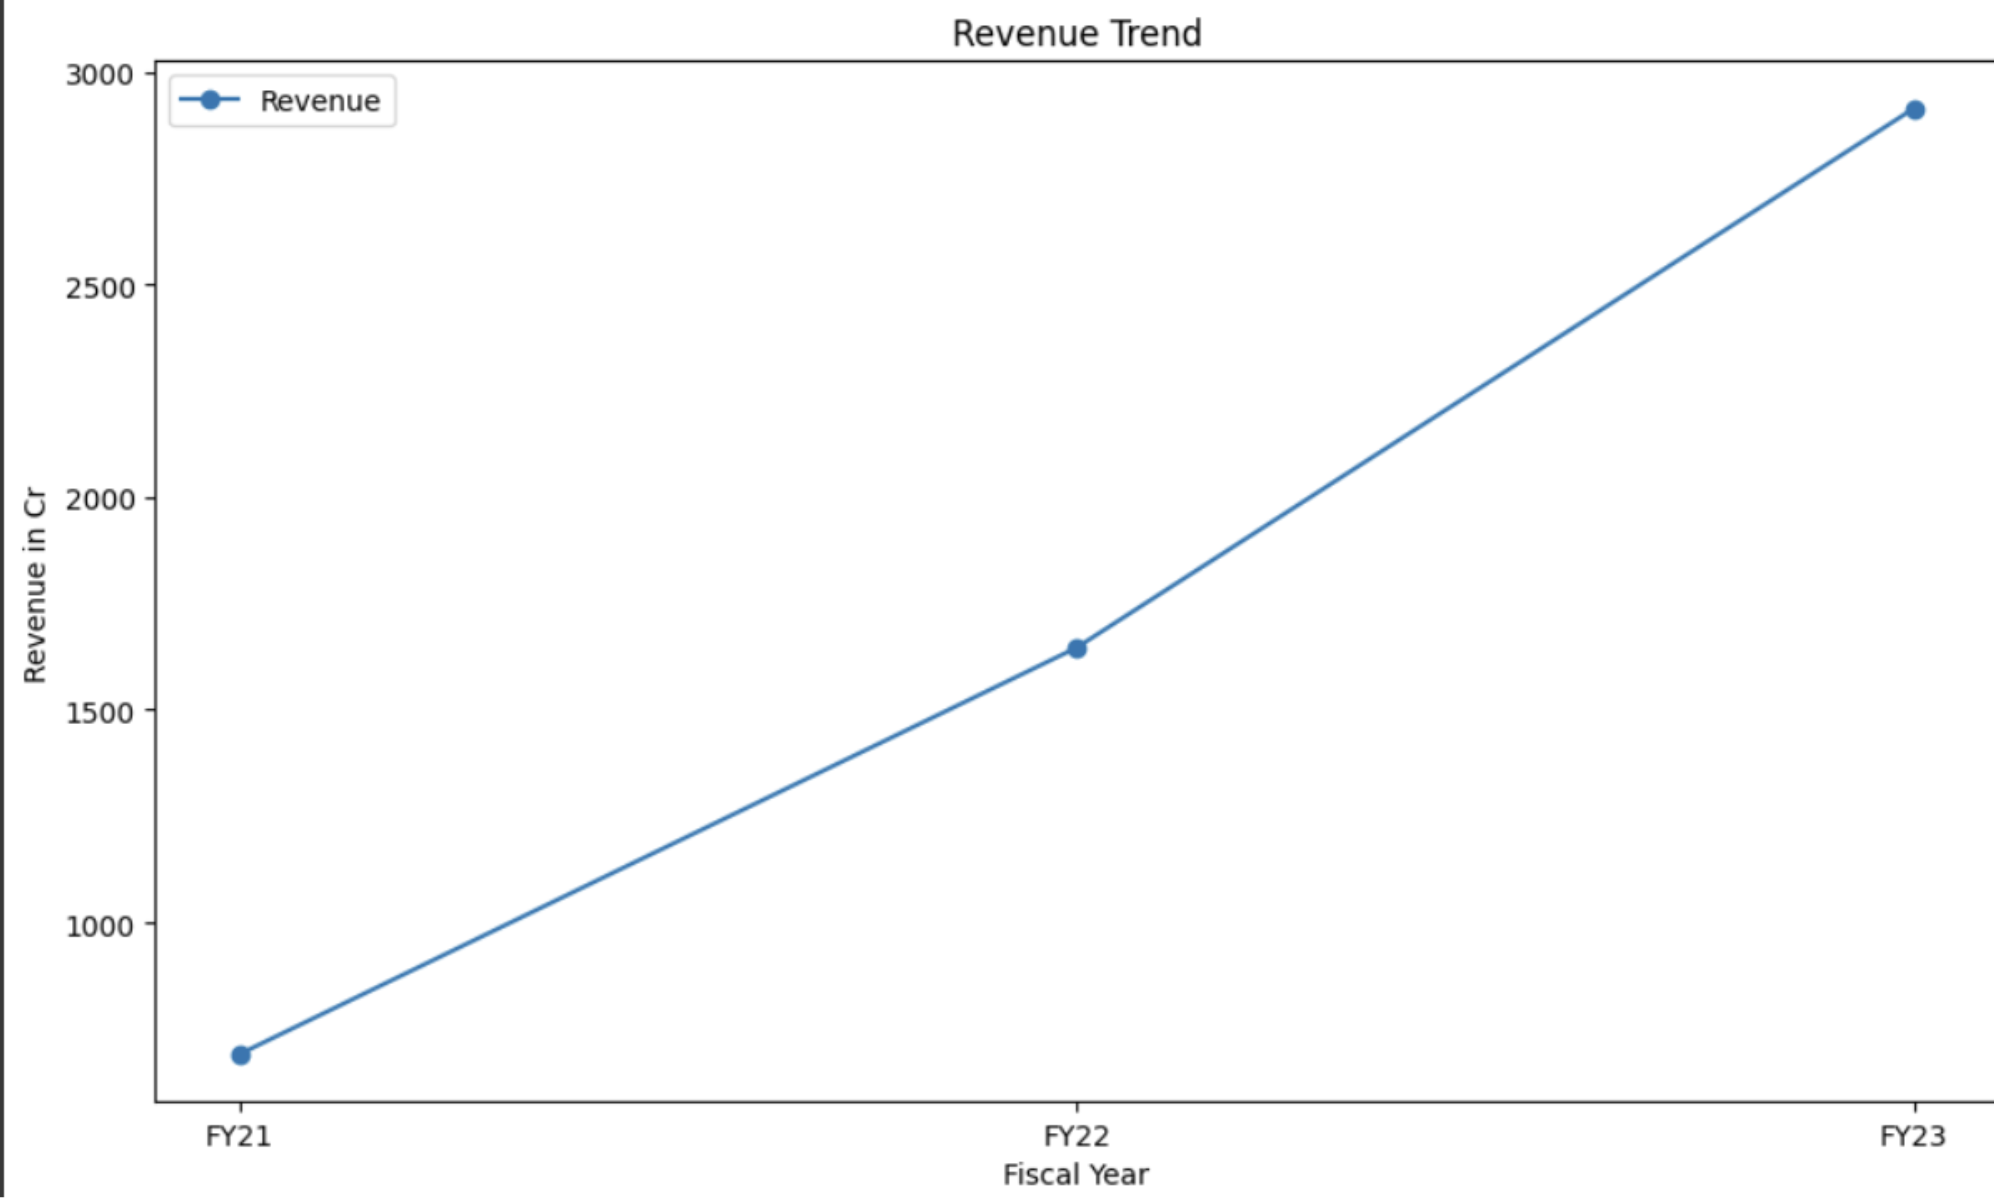 Revenue Trend
Revenue
3000
2500
2000
1500
1000
Revenue in Cr
FY21
FY22
FY23
Fiscal Year